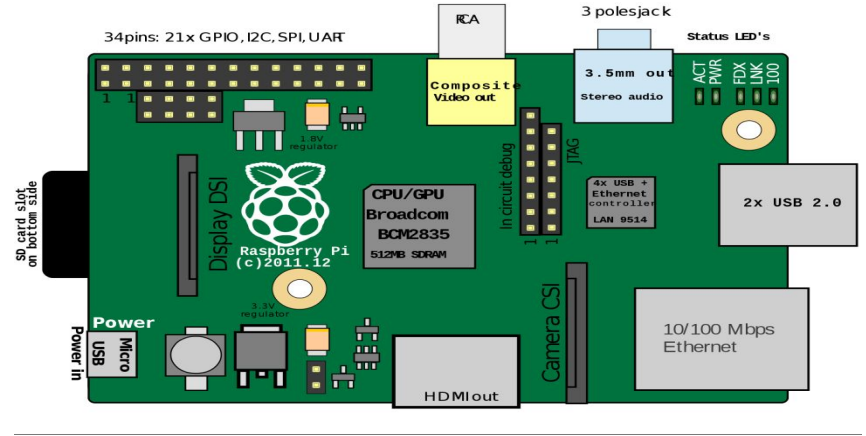 RCA
3 polesjack
34pins: 21x GPIO, I2C, SPI, UART
Status LED's
ACT
PWR
FDX
LNK
100
3.5mm out
Stereo audio
Composite
Video out
1 1
1.8V
regulator
JTAG
In circuit debug
1 1
4x USB +
Ethernet
controller
LAN 9514
2x USB 2.0
SD card slot
on bottom side
Display DSI
CPU/GPU
Broadcom
BCM2835
512MB SDRAM
Raspberry Pi
(c)2011.12
3.3V
regulator
Power
Micro
USB
Power in
HDMI out
Camera CSI
10/100 Mbps
Ethernet